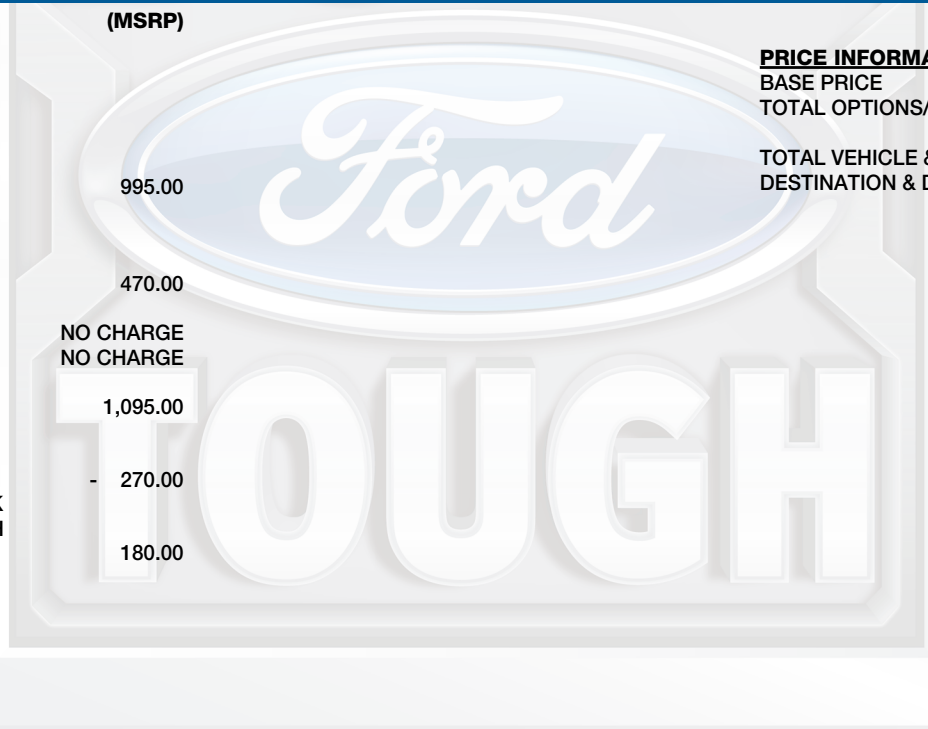 (MSRP)
995.00
470.00
NO CHARGE
NO CHARGE
1,095.00
- 270.00
180.00
PRICE INFORMA
BASE PRICE
TOTAL OPTIONS/
TOTAL VEHICLE &
DESTINATION & D
Ford
TOUGH